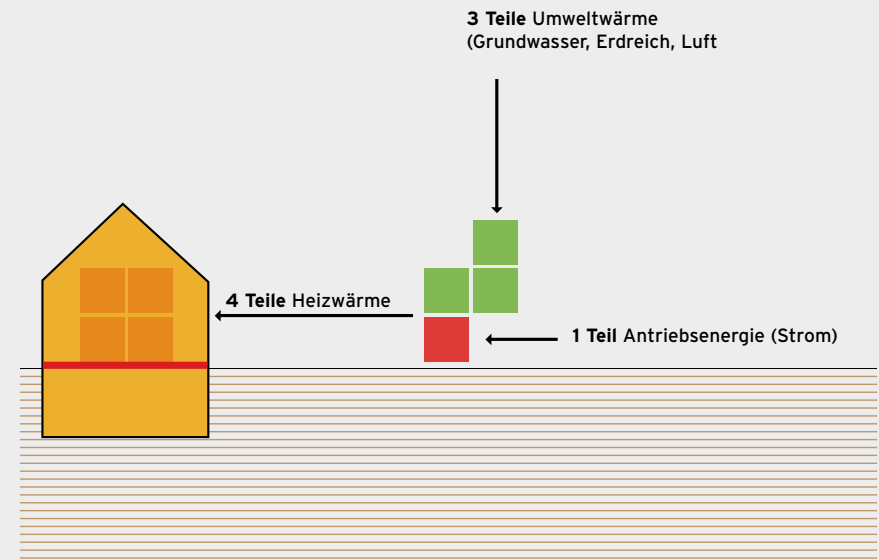 3 Teile Umweltwärme
(Grundwasser, Erdreich, Luft
4 Teile Heizwärme
1 Teil Antriebsenergie (Strom)